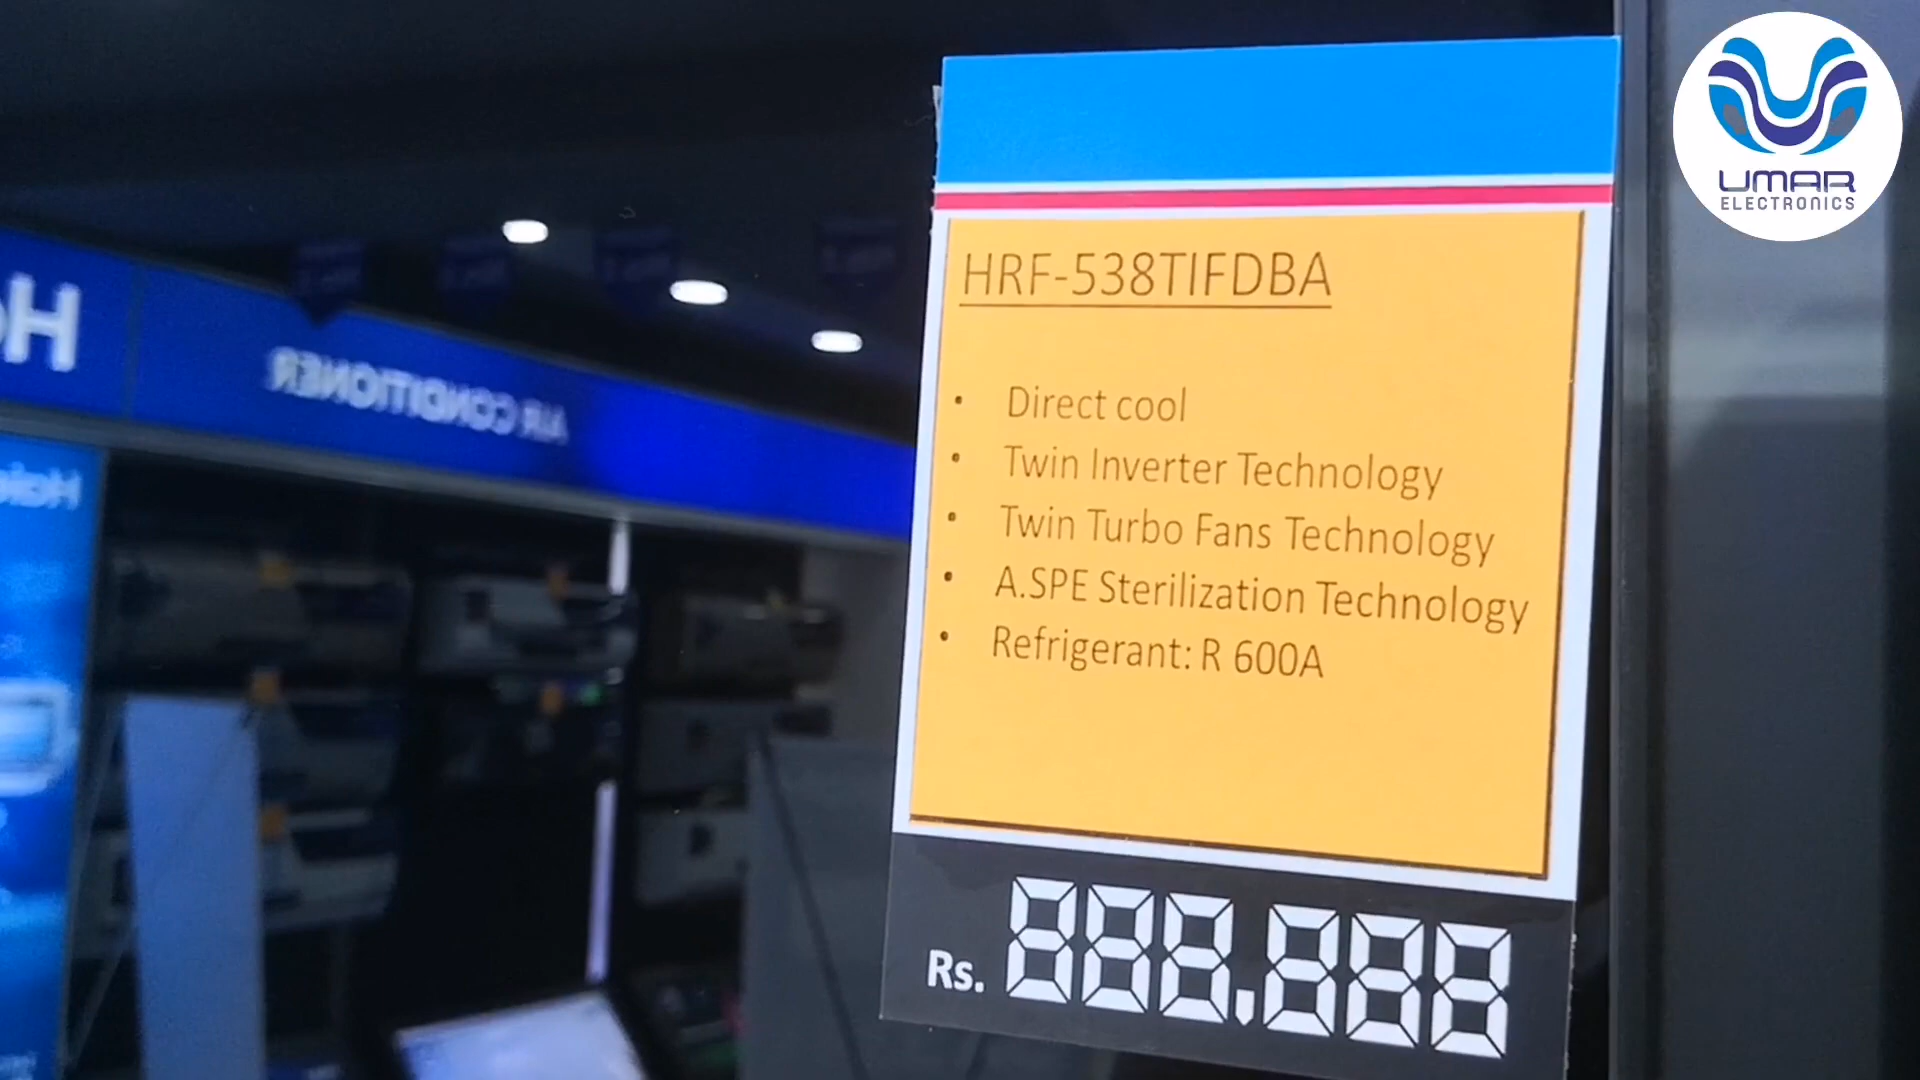 UMAR
ELECTRONICS
HRF-538TIFDBA
• Direct cool
• Twin Inverter Technology
• Twin Turbo Fans Technology
• A.SPE Sterilization Technology
• Refrigerant: R 600A
Rs. 888,888
AIR CONDITIONER